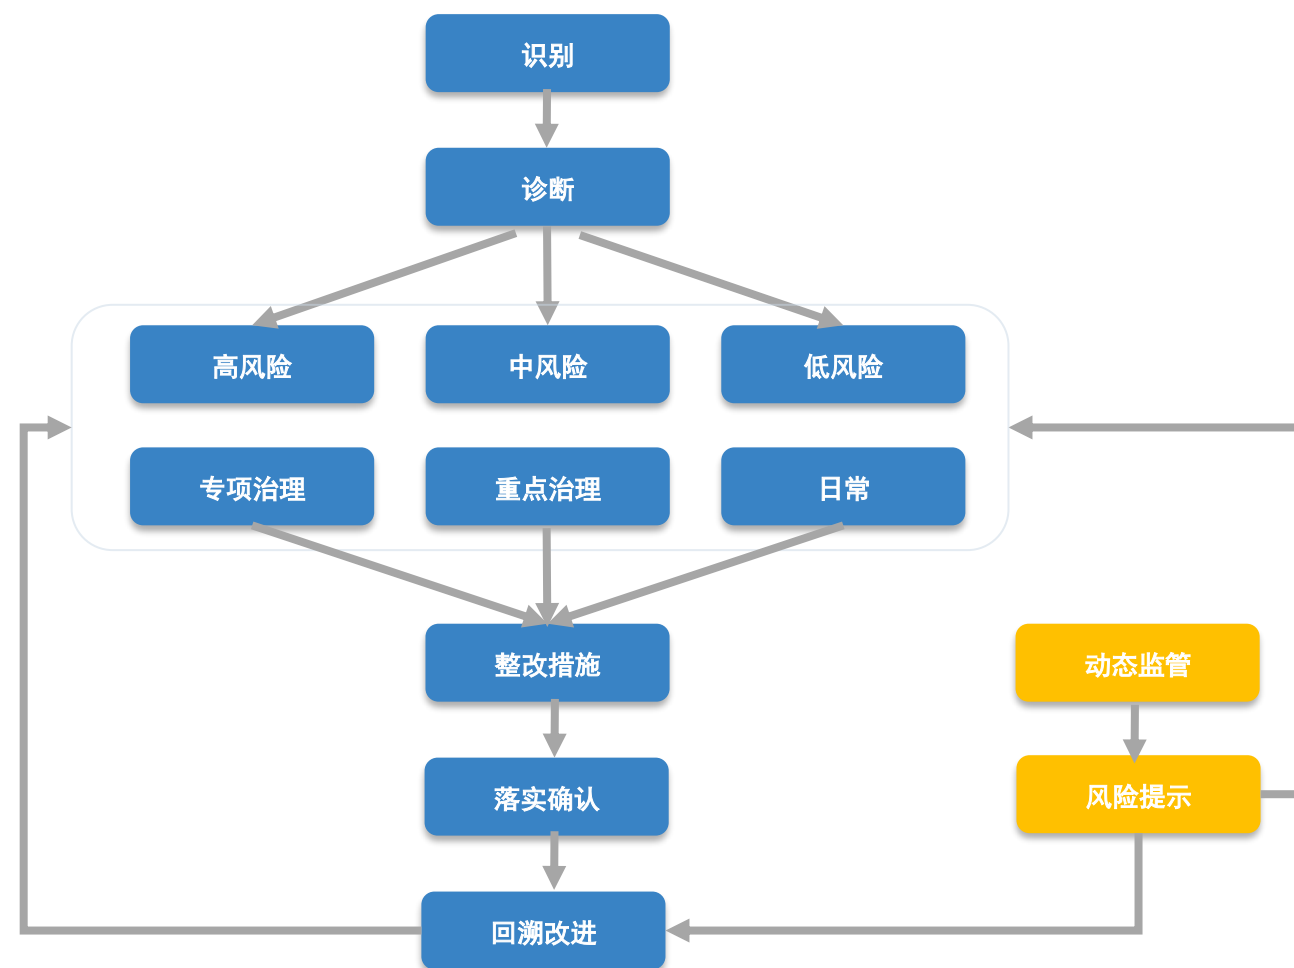 识别
诊断
高风险
中风险
低风险
专项治理
重点治理
日常
整改措施
动态监管
落实确认
风险提示
回溯改进